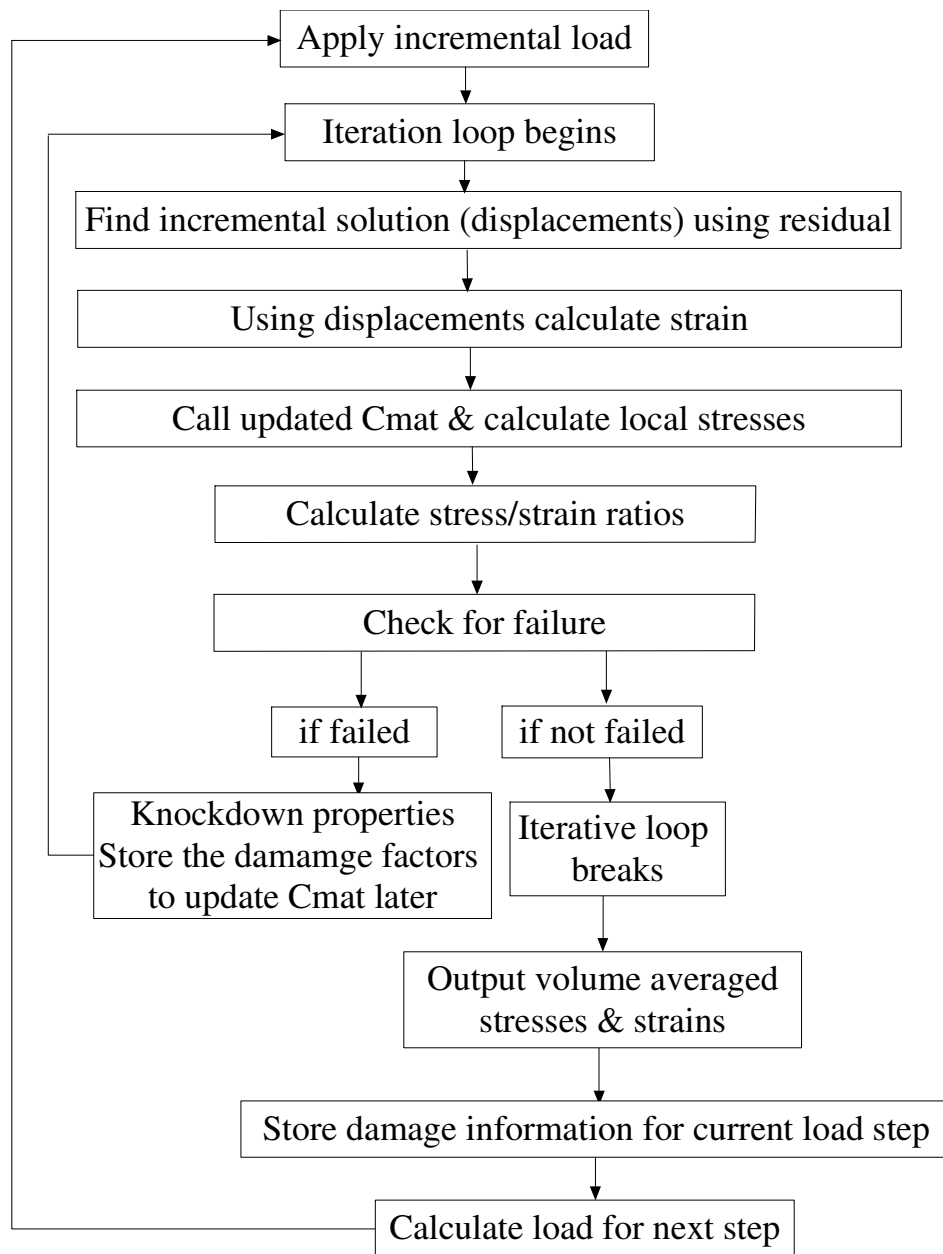 Apply incremental load
Iteration loop begins
Find incremental solution (displacements) using residual
Using displacements calculate strain
Call updated Cmat & calculate local stresses
Calculate stress/strain ratios
Check for failure
if failed
if not failed
Knockdown properties
Store the damamge factors
to update Cmat later
Iterative loop
breaks
Output volume averaged
stresses & strains
Store damage information for current load step
Calculate load for next step